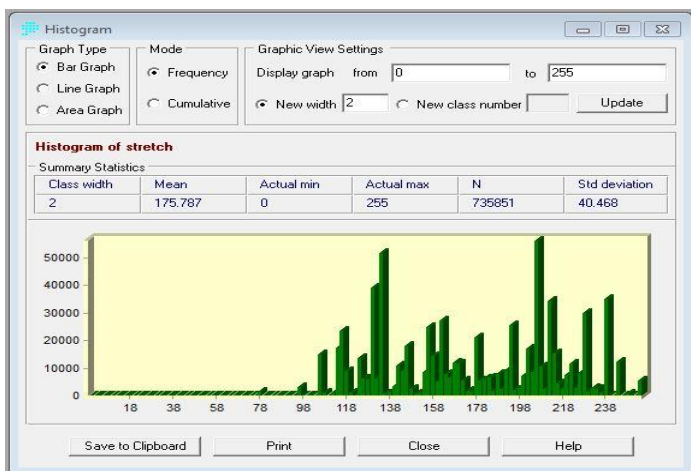 Histogram
Graph Type Mode Graphic View Settings
Bar Graph Frequency Display graph from 0 to 255
Line Graph
Area Graph Cumulative New width 2 New class number Update
Histogram of stretch
Summary Statistics
Class width Mean Actual min Actual max N Std deviation
2 175.787 0 255 735851 40.468
50000
40000
30000
20000
10000
0
18 38 58 78 98 118 138 158 178 198 218 238
Save to Clipboard Print Close Help